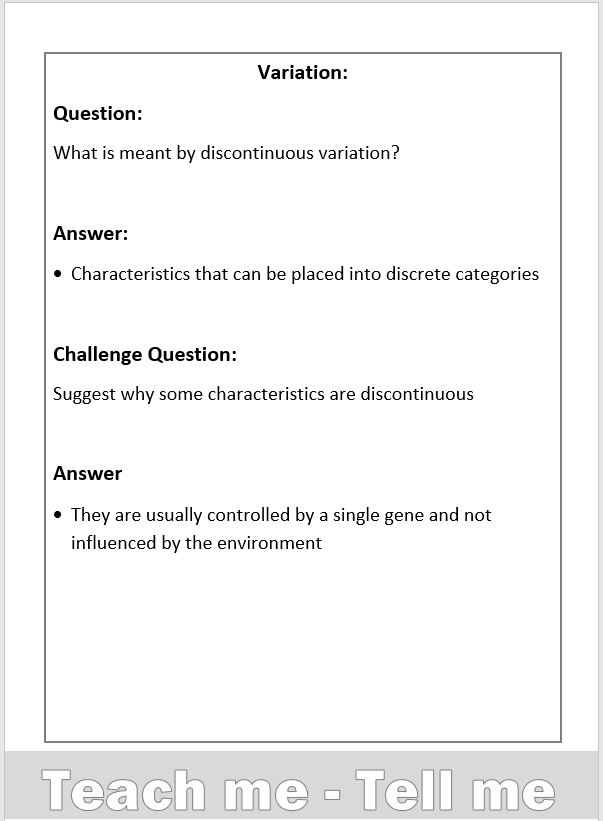 Variation:
Question:
What is meant by discontinuous variation?
Answer:
• Characteristics that can be placed into discrete categories
Challenge Question:
Suggest why some characteristics are discontinuous
Answer
• They are usually controlled by a single gene and not
influenced by the environment
Teach me - Tell me